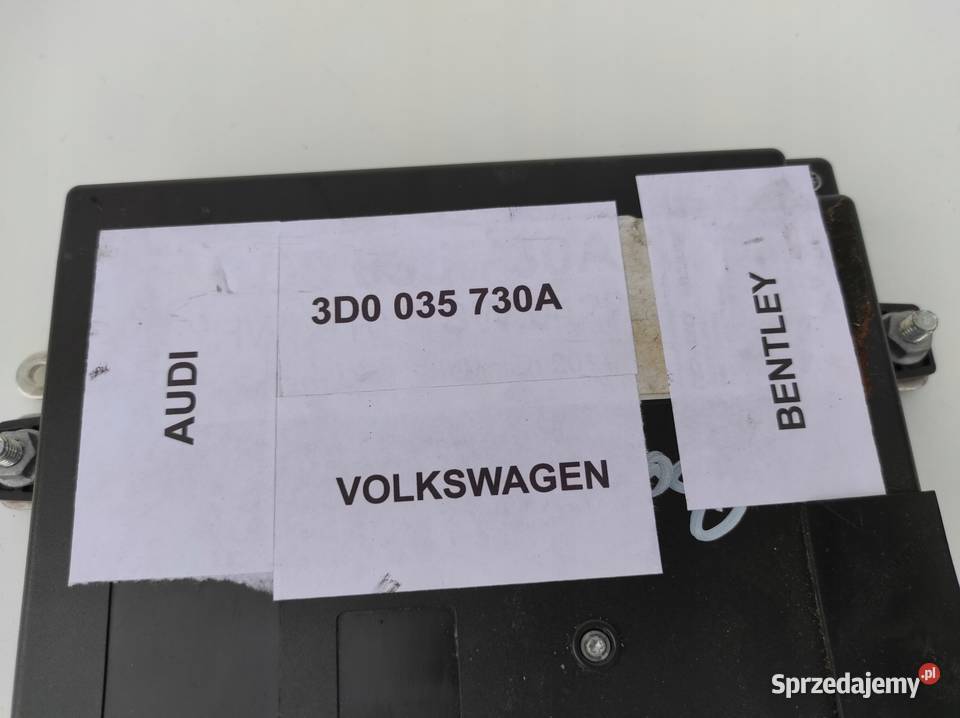 AUDI
3D0 035 730A
VOLKSWAGEN
BENTLEY
Sprzedajemy.pl